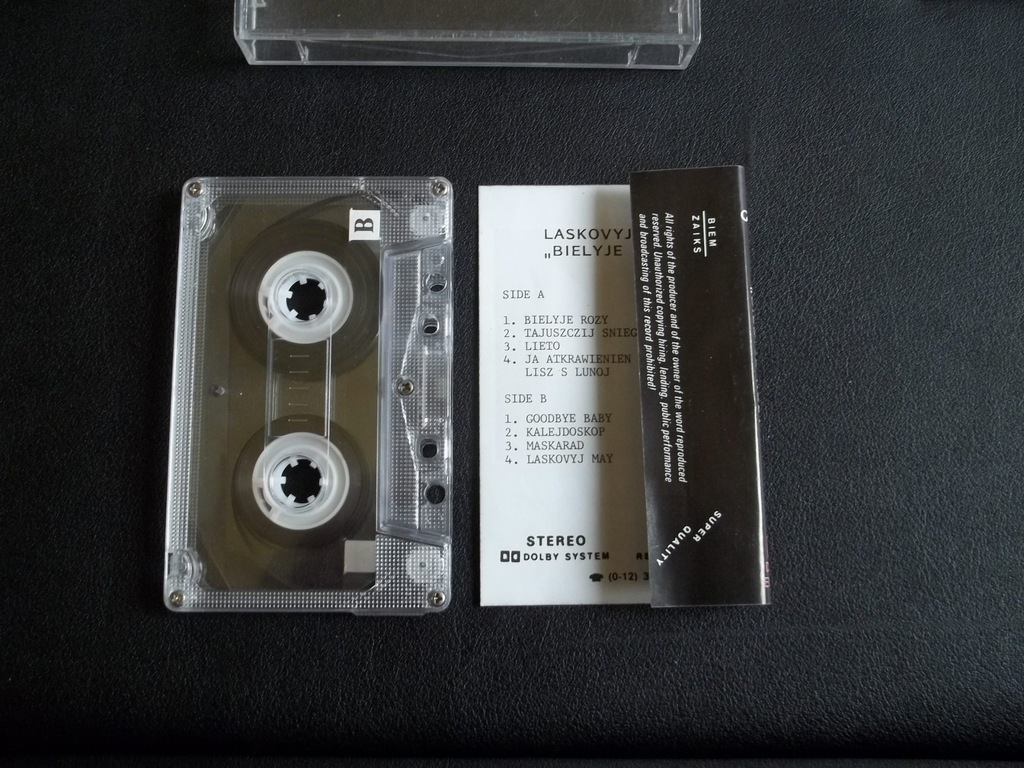 B
LASKOVYJ
„BIELYJE
SIDE A
1. BIELYJE ROZY
2. TAJUSZCZIJ SNIEG
3. LIETO
4. JA ATKRAWIENIEN
LISZ S LUNOJ
SIDE B
1. GOODBYE BABY
2. KALEJDOSKOP
3. MASKARAD
4. LASKOVYJ MAY
STEREO
DOLBY SYSTEM
(0-12) 3
BIEM
ZAIKS
All rights of the producer and of the owner of the word reproduced
reserved. Unauthorized copying hiring, lending, public performance
and broadcasting of this record prohibited!
SUPER
QUALITY